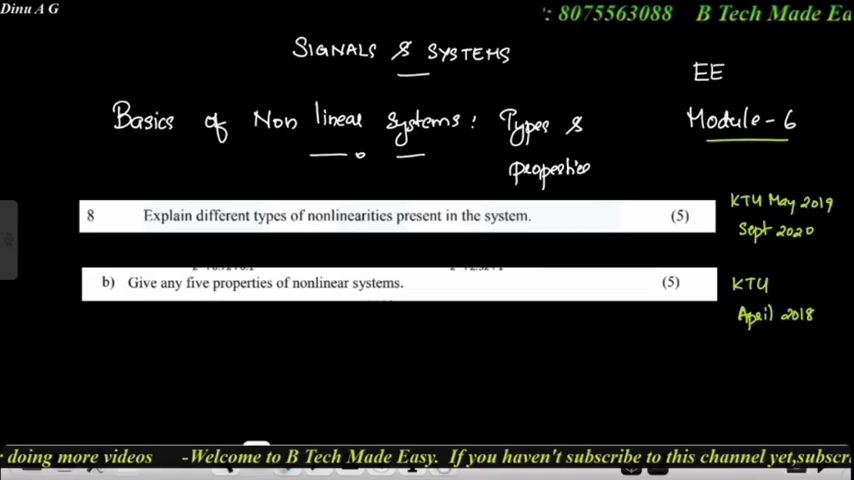 Dinu A G
: 8075563088 B Tech Made Ea
SIGNALS & SYSTEMS
EE
Basics of Non linear systems : Types &
properties
Module - 6
8 Explain different types of nonlinearities present in the system. (5)
KTU May 2019
Sept 2020
b) Give any five properties of nonlinear systems. (5)
KTU
April 2018
r doing more videos -Welcome to B Tech Made Easy. If you haven't subscribe to this channel yet,subscr